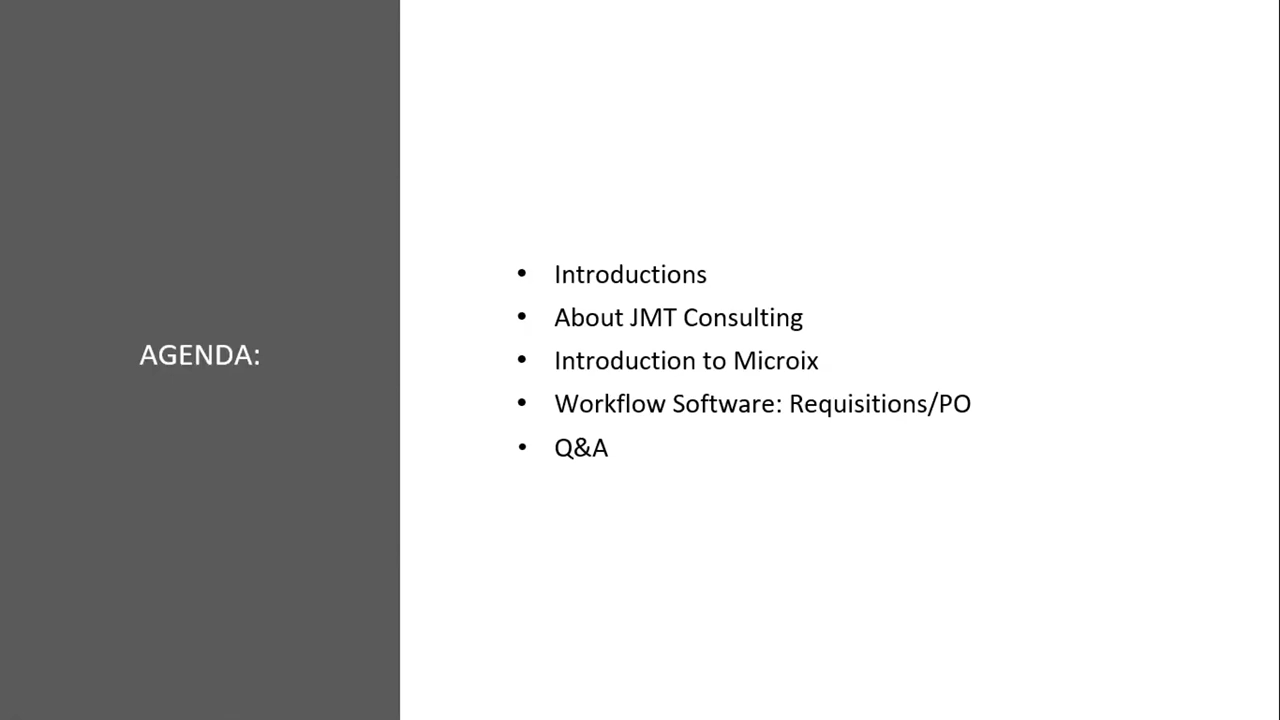 AGENDA:
• Introductions
• About JMT Consulting
• Introduction to Microix
• Workflow Software: Requisitions/PO
• Q&A